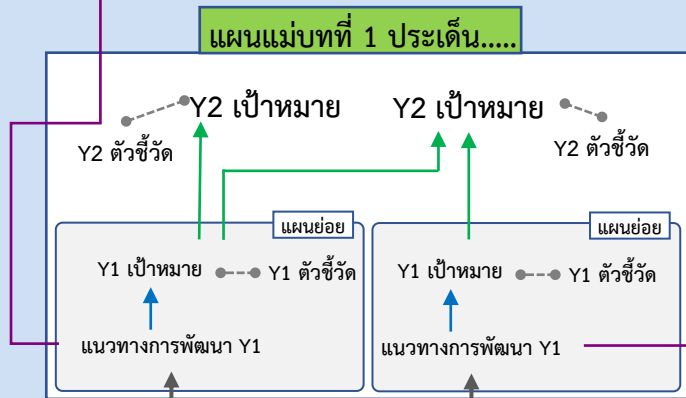 แผนแม่บทที่ 1 ประเด็น.....
Y2 เป้าหมาย
Y2 เป้าหมาย
Y2 ตัวชี้วัด
Y2 ตัวชี้วัด
แผนย่อย
แผนย่อย
Y1 เป้าหมาย
Y1 ตัวชี้วัด
Y1 เป้าหมาย
Y1 ตัวชี้วัด
แนวทางการพัฒนา Y1
แนวทางการพัฒนา Y1